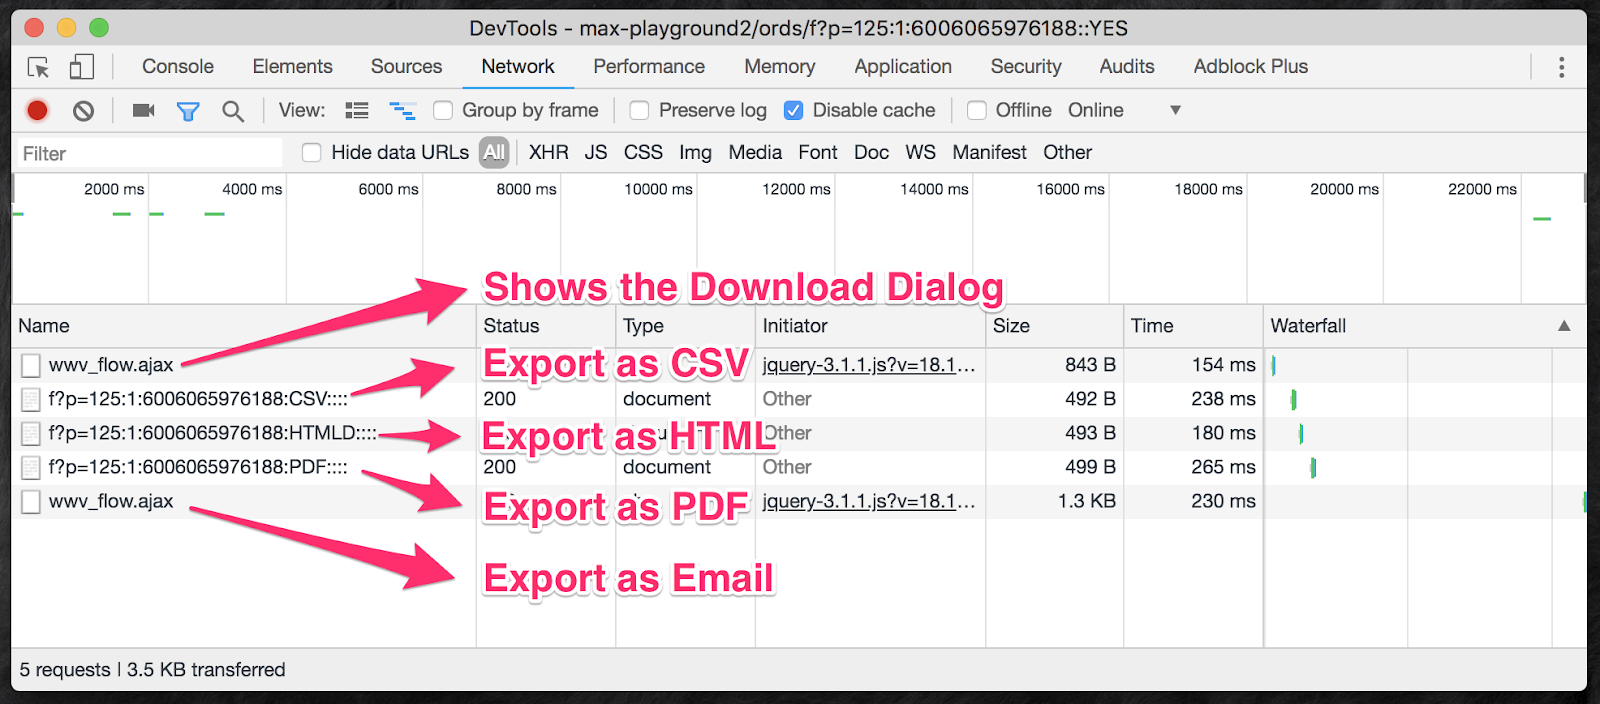 DevTools - max-playground2/ords/f?p=125:1:6006065976188::YES
Console Elements Sources Network Performance Memory Application Security Audits Adblock Plus
View: Group by frame Preserve log Disable cache Offline Online
Filter Hide data URLs All XHR JS CSS Img Media Font Doc WS Manifest Other
2000 ms 4000 ms 6000 ms 8000 ms 10000 ms 12000 ms 14000 ms 16000 ms 18000 ms 20000 ms 22000 ms
Shows the Download Dialog
Name Status Type Initiator Size Time Waterfall
wwv_flow.ajax Export as CSV jquery-3.1.1.js?v=18.1... 843 B 154 ms
f?p=125:1:6006065976188:CSV:::: 200 document Other 492 B 238 ms
f?p=125:1:6006065976188:HTMLD:::: Export as HTML Other 493 B 180 ms
f?p=125:1:6006065976188:PDF:::: 200 document Other 499 B 265 ms
wwv_flow.ajax Export as PDF jquery-3.1.1.js?v=18.1... 1.3 KB 230 ms
Export as Email
5 requests | 3.5 KB transferred